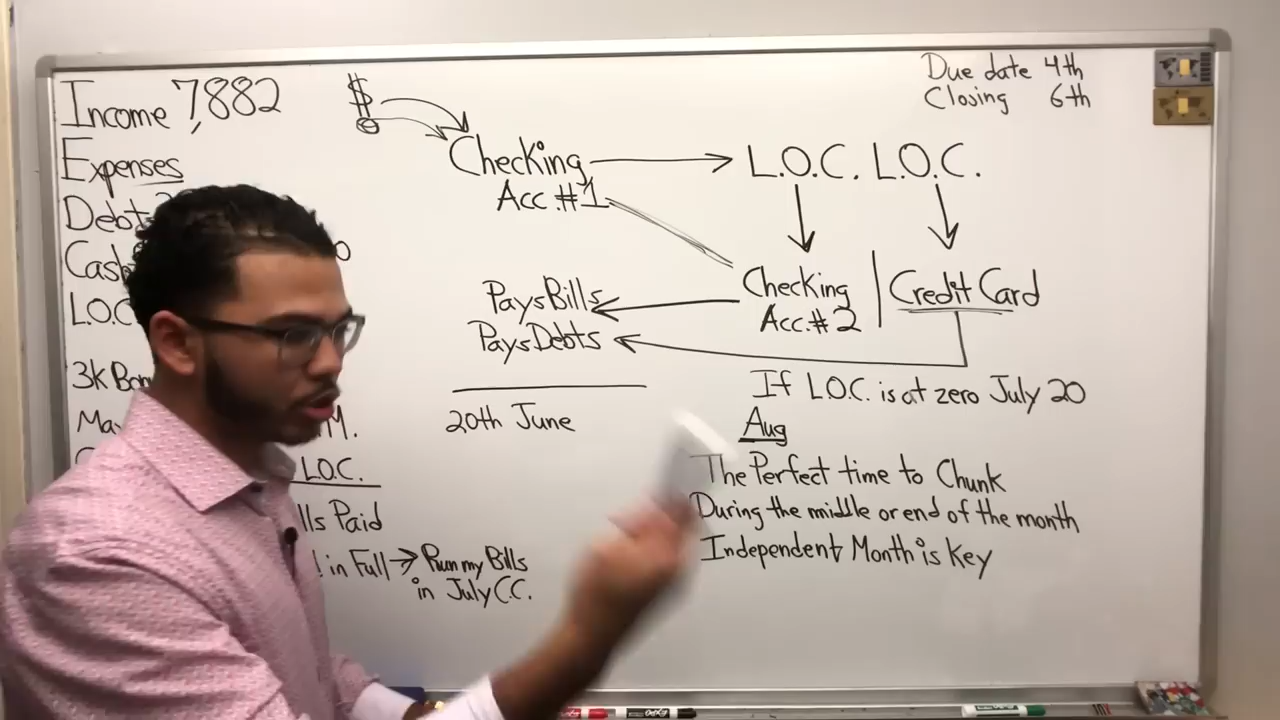 Income 7,882
Expenses
Debt
Cash
L.O.C
3k
May M.
L.O.C.
Paid
in Full → Run my Bills
in July C.C.
$
Checking
Acc.#1
L.O.C. L.O.C.
Due date 4th
Closing 6th
Checking
Acc.#2
Credit Card
Pays Bills
Pays Debts
20th June
If L.O.C. is at zero July 20
Aug
The Perfect time to Chunk
During the middle or end of the month
Independent Month is Key